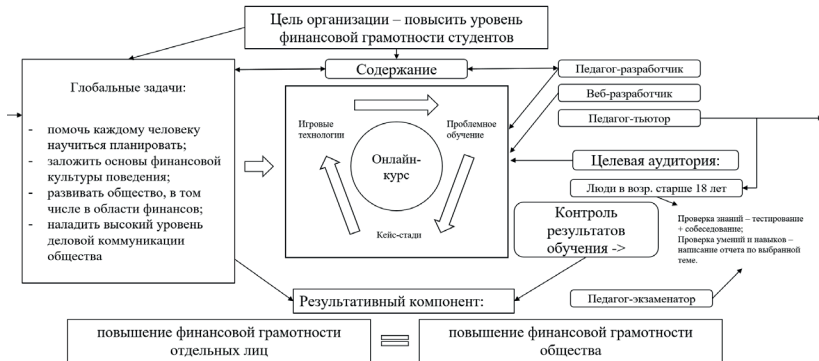 Цель организации – повысить уровень
финансовой грамотности студентов
Глобальные задачи:
- помочь каждому человеку
научиться планировать;
- заложить основы финансовой
культуры поведения;
- развивать общество, в том
числе в области финансов;
- наладить высокий уровень
деловой коммуникации
общества
Содержание
Игровые
технологии
Проблемное
обучение
Онлайн-
курс
Кейс-стади
Педагог-разработчик
Веб-разработчик
Педагог-тьютор
Целевая аудитория:
Люди в возр. старше 18 лет
Контроль
результатов
обучения ->
Проверка знаний – тестирование
+ собеседование;
Проверка умений и навыков –
написание отчета по выбранной
теме.
Педагог-экзаменатор
Результативный компонент:
повышение финансовой грамотности
отдельных лиц
повышение финансовой грамотности
общества